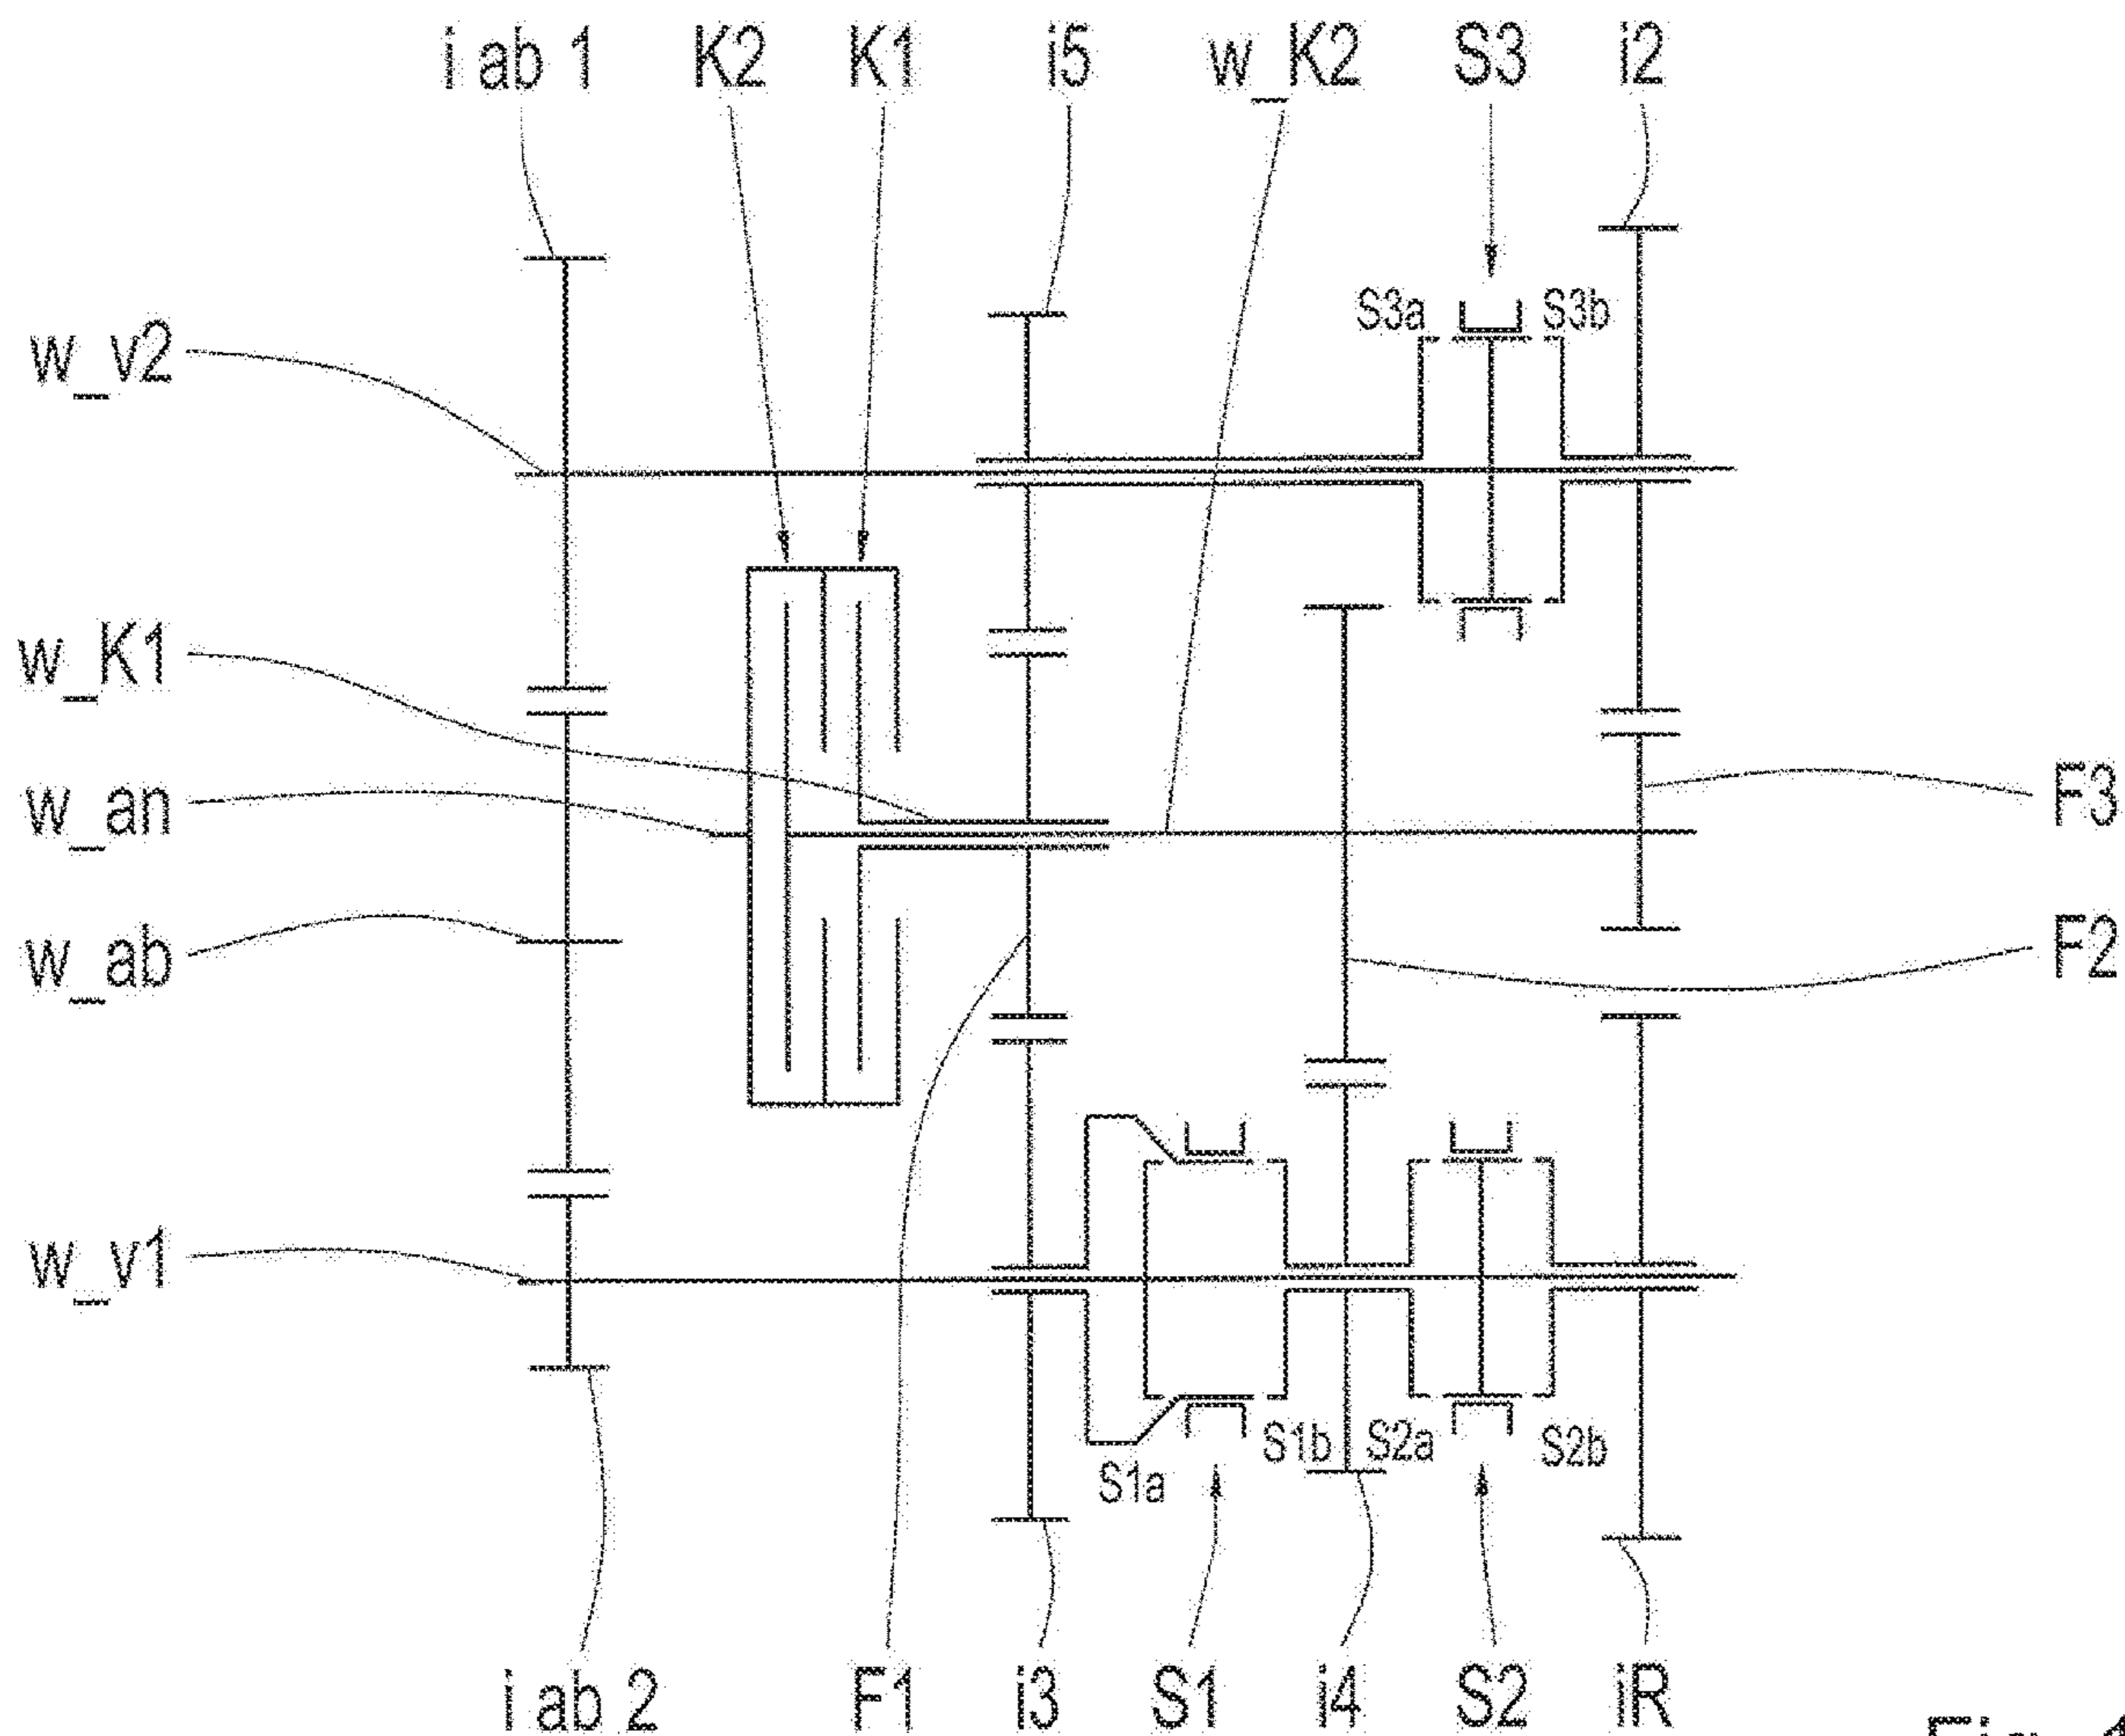 i ab 1 K2 K1 i5 w_K2 S3 i2
S3a S3b
w_v2
w_K1
w_an F3
w_ab F2
w_v1
S1b S2a S2b
S1a
i ab 2 F1 i3 S1 i4 S2 iR